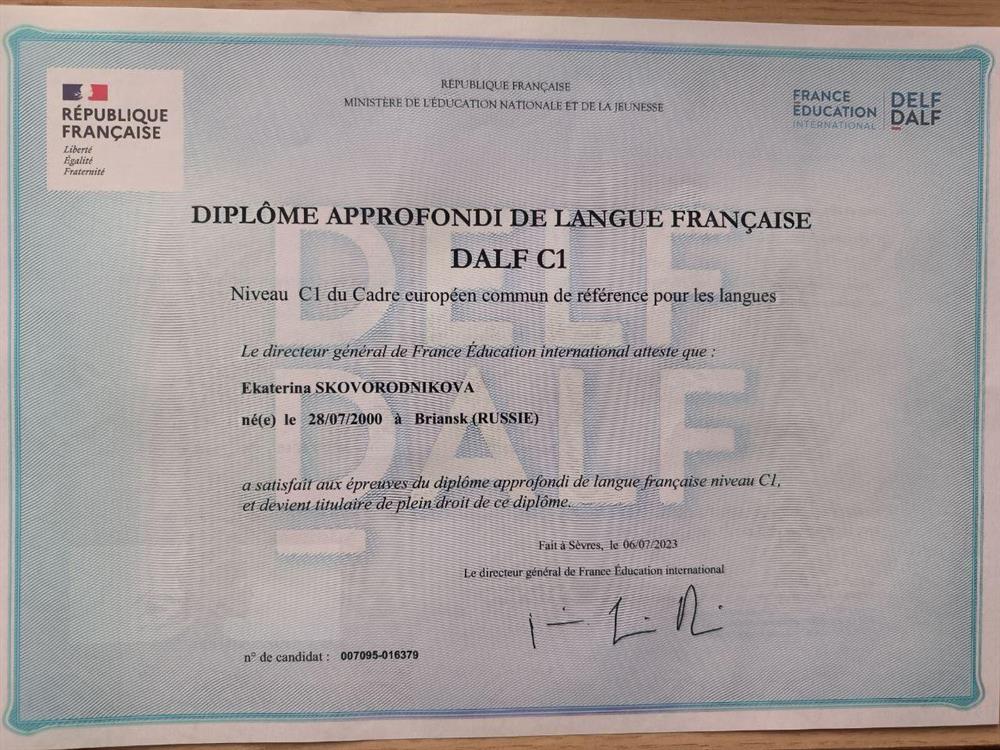 RÉPUBLIQUE
FRANÇAISE
Liberté
Égalité
Fraternité
RÉPUBLIQUE FRANÇAISE
MINISTÈRE DE L'ÉDUCATION NATIONALE ET DE LA JEUNESSE
FRANCE
ÉDUCATION
INTERNATIONAL
DELF
DALF
DIPLÔME APPROFONDI DE LANGUE FRANÇAISE
DALF C1
Niveau C1 du Cadre européen commun de référence pour les langues
Le directeur général de France Éducation international atteste que :
Ekaterina SKOVORODNIKOVA
né(e) le 28/07/2000 à Briansk (RUSSIE)
a satisfait aux épreuves du diplôme approfondi de langue française niveau C1,
et devient titulaire de plein droit de ce diplôme.
Fait à Sèvres, le 06/07/2023
Le directeur général de France Éducation international
n° de candidat : 007095-016379
DELF
DALF